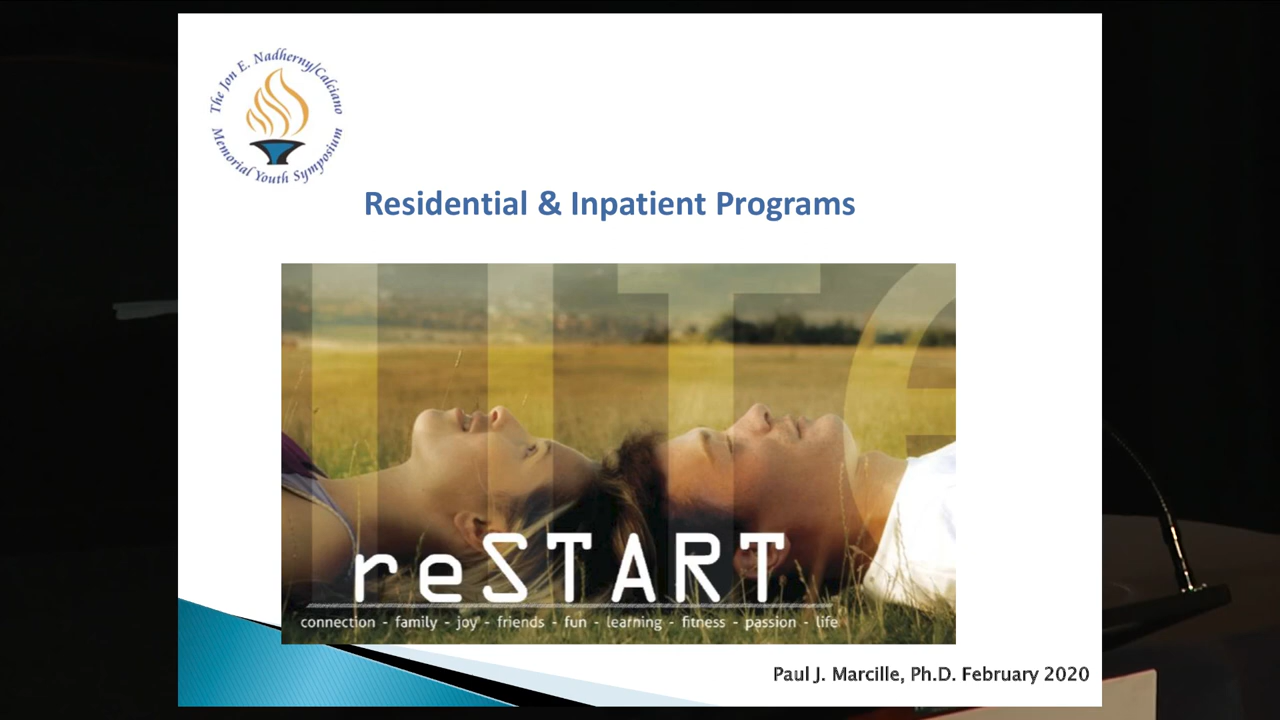 The Jon E. Nadherny/Calciano
Memorial Youth Symposium
Residential & Inpatient Programs
reSTART
connection - family - joy - friends - fun - learning - fitness - passion - life
Paul J. Marcille, Ph.D. February 2020